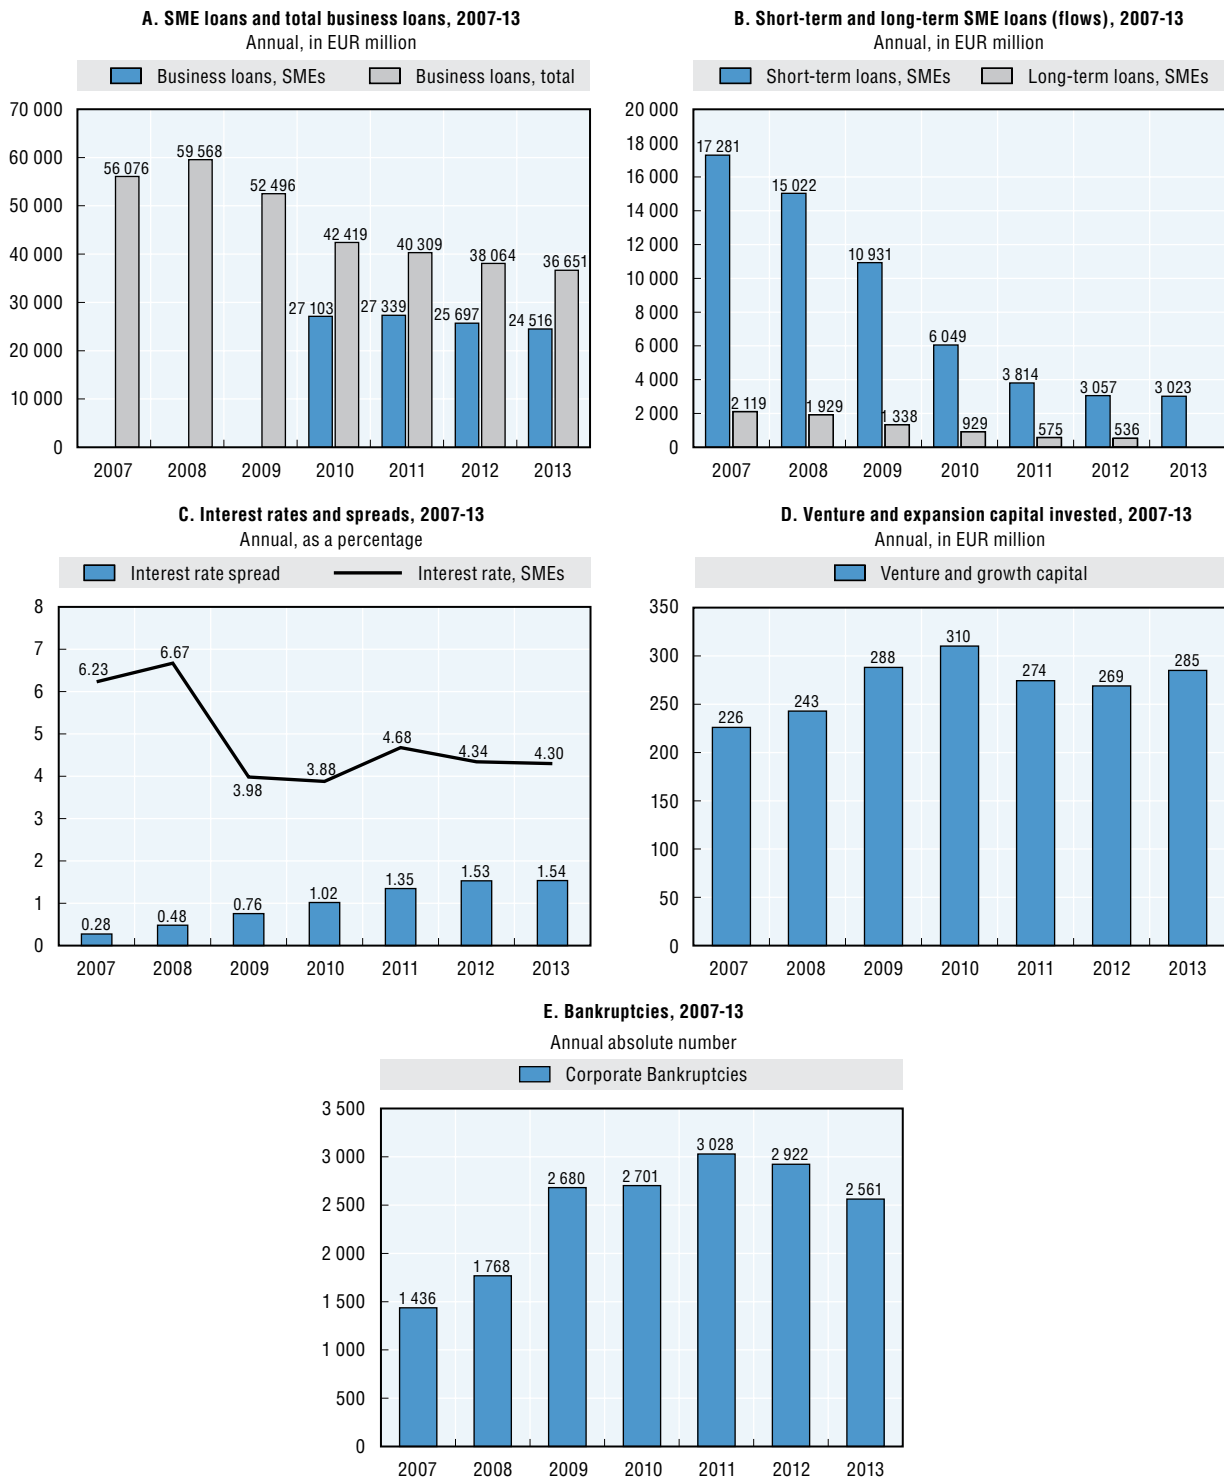 A. SME loans and total business loans, 2007-13
Annual, in EUR million
Business loans, SMEs Business loans, total
70 000
60 000
50 000
40 000
30 000
20 000
10 000
0
56 076
59 568
52 496
27 103 42 419
27 339 40 309
25 697 38 064
24 516 36 651
2007 2008 2009 2010 2011 2012 2013
B. Short-term and long-term SME loans (flows), 2007-13
Annual, in EUR million
Short-term loans, SMEs Long-term loans, SMEs
20 000
18 000
16 000
14 000
12 000
10 000
8 000
6 000
4 000
2 000
0
17 281 2 119
15 022 1 929
10 931 1 338
6 049 929
3 814 575
3 057 536
3 023
2007 2008 2009 2010 2011 2012 2013
C. Interest rates and spreads, 2007-13
Annual, as a percentage
Interest rate spread Interest rate, SMEs
8
7
6
5
4
3
2
1
0
6.23 6.67 3.98 3.88 4.68 4.34 4.30
0.28 0.48 0.76 1.02 1.35 1.53 1.54
2007 2008 2009 2010 2011 2012 2013
D. Venture and expansion capital invested, 2007-13
Annual, in EUR million
Venture and growth capital
350
300
250
200
150
100
50
0
226 243 288 310 274 269 285
2007 2008 2009 2010 2011 2012 2013
E. Bankruptcies, 2007-13
Annual absolute number
Corporate Bankruptcies
3 500
3 000
2 500
2 000
1 500
1 000
500
0
1 436 1 768 2 680 2 701 3 028 2 922 2 561
2007 2008 2009 2010 2011 2012 2013